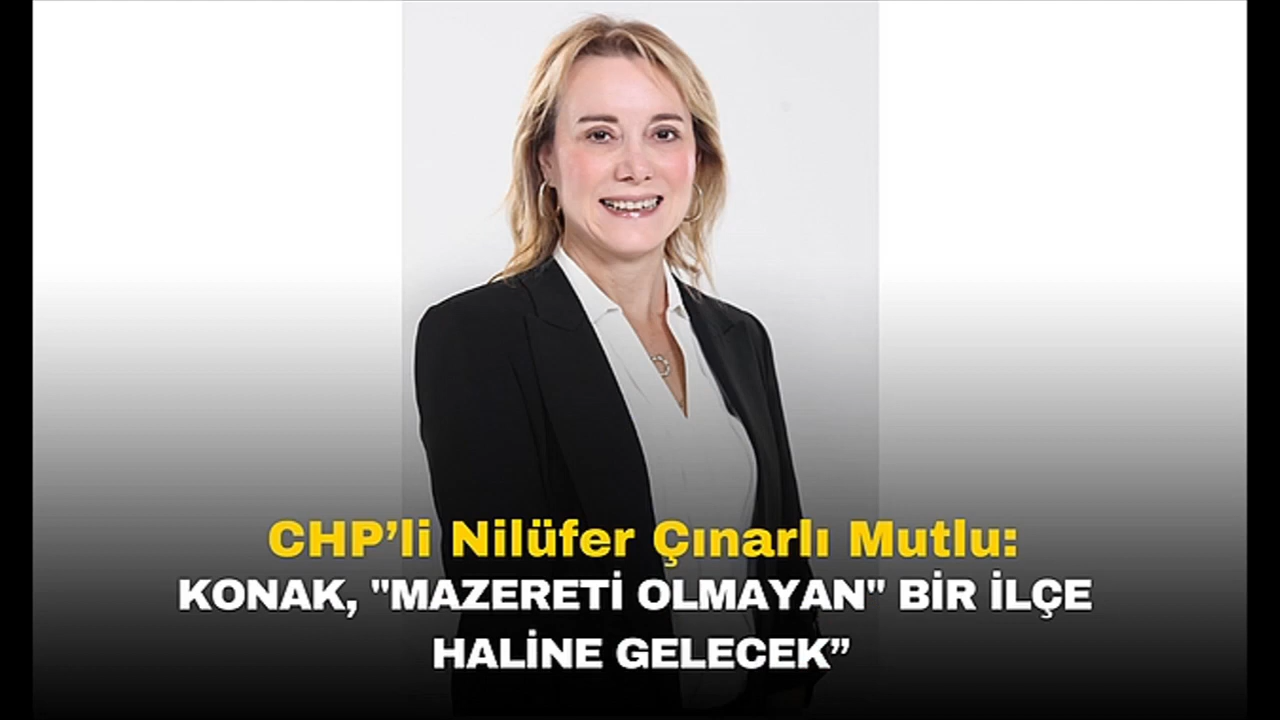 CHP’li Nilüfer Çınarlı Mutlu:
KONAK, "MAZERETİ OLMAYAN" BİR İLÇE
HALİNE GELECEK”